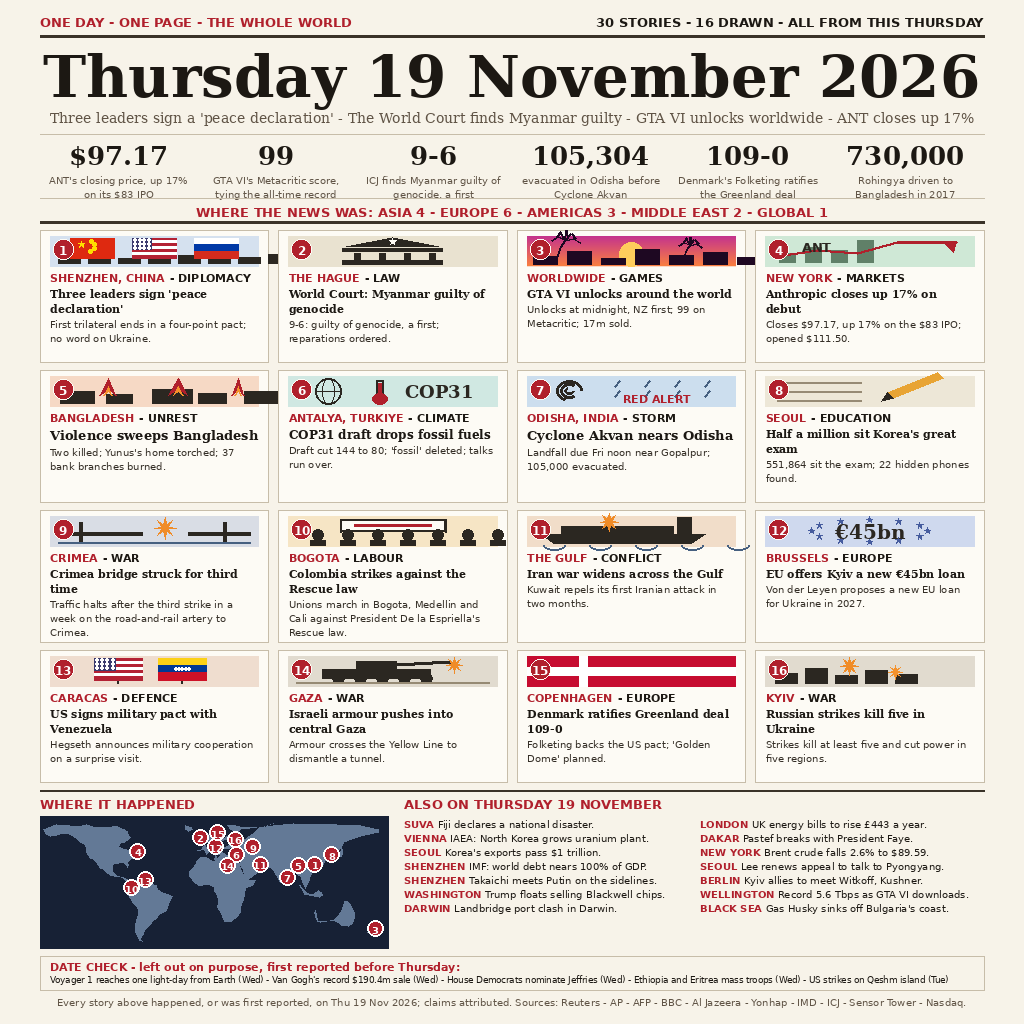 ONE DAY - ONE PAGE - THE WHOLE WORLD
30 STORIES - 16 DRAWN - ALL FROM THIS THURSDAY
Thursday 19 November 2026
Three leaders sign a 'peace declaration' - The World Court finds Myanmar guilty - GTA VI unlocks worldwide - ANT closes up 17%
$97.17
ANT's closing price, up 17%
on its $83 IPO
99
GTA VI's Metacritic score,
tying the all-time record
9-6
ICJ finds Myanmar guilty of
genocide, a first
105,304
evacuated in Odisha before
Cyclone Akvan
109-0
Denmark's Folketing ratifies
the Greenland deal
730,000
Rohingya driven to
Bangladesh in 2017
WHERE THE NEWS WAS: ASIA 4 - EUROPE 6 - AMERICAS 3 - MIDDLE EAST 2 - GLOBAL 1
1
SHENZHEN, CHINA - DIPLOMACY
Three leaders sign 'peace
declaration'
First trilateral ends in a four-point pact;
no word on Ukraine.
2
THE HAGUE - LAW
World Court: Myanmar guilty of
genocide
9-6: guilty of genocide, a first;
reparations ordered.
3
WORLDWIDE - GAMES
GTA VI unlocks around the world
Unlocks at midnight, NZ first; 99 on
Metacritic; 17m sold.
4
ANT
NEW YORK - MARKETS
Anthropic closes up 17% on
debut
Closes $97.17, up 17% on the $83 IPO;
opened $111.50.
5
BANGLADESH - UNREST
Violence sweeps Bangladesh
Two killed; Yunus's home torched; 37
bank branches burned.
6
COP31
ANTALYA, TURKIYE - CLIMATE
COP31 draft drops fossil fuels
Draft cut 144 to 80; 'fossil' deleted; talks
run over.
7
RED ALERT
ODISHA, INDIA - STORM
Cyclone Akvan nears Odisha
Landfall due Fri noon near Gopalpur;
105,000 evacuated.
8
SEOUL - EDUCATION
Half a million sit Korea's great
exam
551,864 sit the exam; 22 hidden phones
found.
9
CRIMEA - WAR
Crimea bridge struck for third
time
Traffic halts after the third strike in a
week on the road-and-rail artery to
Crimea.
10
BOGOTA - LABOUR
Colombia strikes against the
Rescue law
Unions march in Bogota, Medellin and
Cali against President De la Espriella's
Rescue law.
11
THE GULF - CONFLICT
Iran war widens across the Gulf
Kuwait repels its first Iranian attack in
two months.
12
€45bn
BRUSSELS - EUROPE
EU offers Kyiv a new €45bn loan
Von der Leyen proposes a new EU loan
for Ukraine in 2027.
13
CARACAS - DEFENCE
US signs military pact with
Venezuela
Hegseth announces military cooperation
on a surprise visit.
14
GAZA - WAR
Israeli armour pushes into
central Gaza
Armour crosses the Yellow Line to
dismantle a tunnel.
15
COPENHAGEN - EUROPE
Denmark ratifies Greenland deal
109-0
Folketing backs the US pact; 'Golden
Dome' planned.
16
KYIV - WAR
Russian strikes kill five in
Ukraine
Strikes kill at least five and cut power in
five regions.
WHERE IT HAPPENED
2
15
16
12
6
9
4
14
11
5
1
8
7
13
10
3
ALSO ON THURSDAY 19 NOVEMBER
SUVA Fiji declares a national disaster.
VIENNA IAEA: North Korea grows uranium plant.
SEOUL Korea's exports pass $1 trillion.
SHENZHEN IMF: world debt nears 100% of GDP.
SHENZHEN Takaichi meets Putin on the sidelines.
WASHINGTON Trump floats selling Blackwell chips.
DARWIN Landbridge port clash in Darwin.
LONDON UK energy bills to rise £443 a year.
DAKAR Pastef breaks with President Faye.
NEW YORK Brent crude falls 2.6% to $89.59.
SEOUL Lee renews appeal to talk to Pyongyang.
BERLIN Kyiv allies to meet Witkoff, Kushner.
WELLINGTON Record 5.6 Tbps as GTA VI downloads.
BLACK SEA Gas Husky sinks off Bulgaria's coast.
DATE CHECK - left out on purpose, first reported before Thursday:
Voyager 1 reaches one light-day from Earth (Wed) - Van Gogh's record $190.4m sale (Wed) - House Democrats nominate Jeffries (Wed) - Ethiopia and Eritrea mass troops (Wed) - US strikes on Qeshm island (Tue)
Every story above happened, or was first reported, on Thu 19 Nov 2026; claims attributed. Sources: Reuters - AP - AFP - BBC - Al Jazeera - Yonhap - IMD - ICJ - Sensor Tower - Nasdaq.